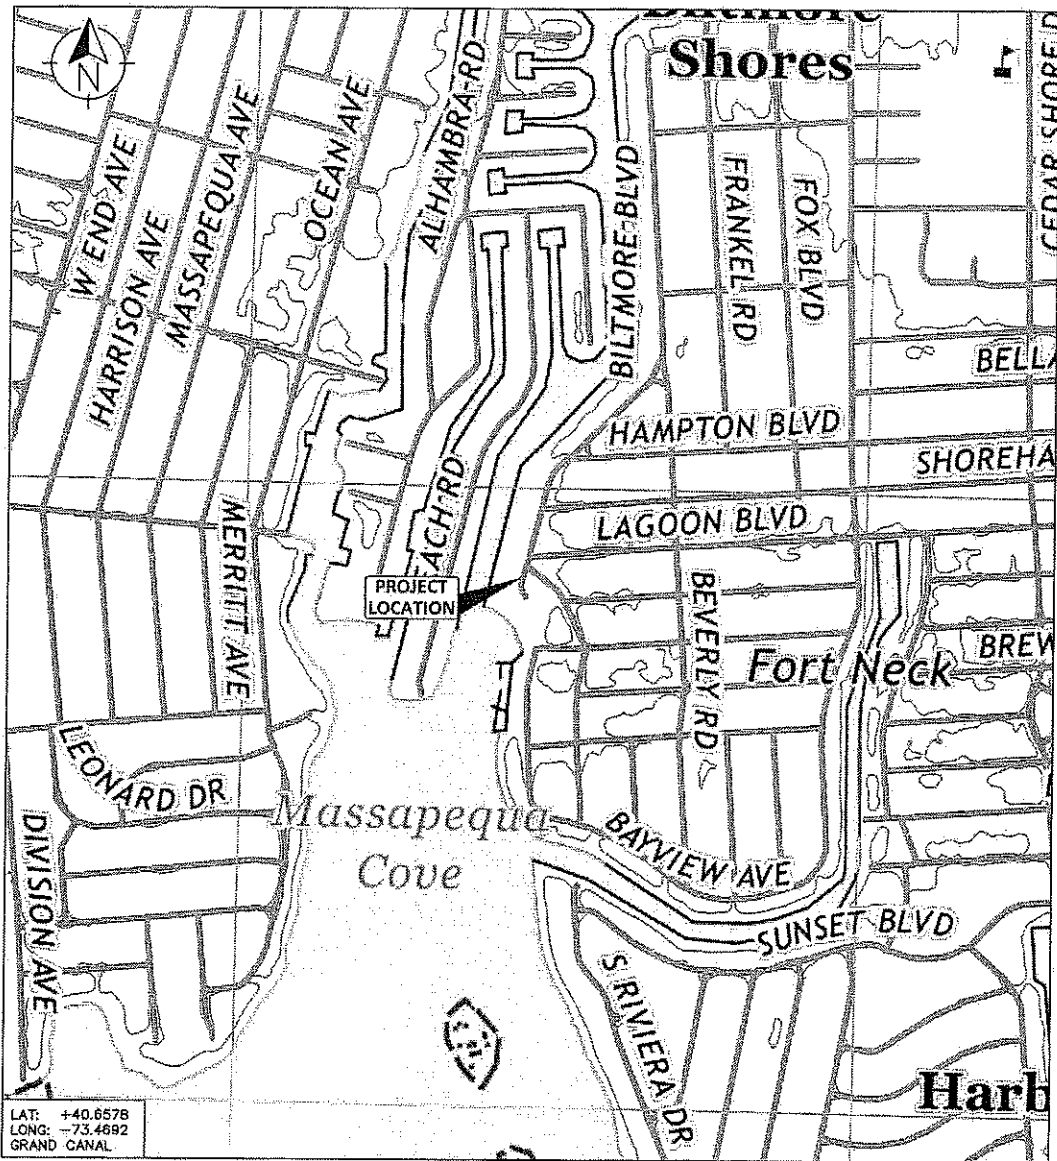 Shores
N
W END AVE
HARRISON AVE
MASSAPEQUA AVE
OCEAN AVE
ALHAMBRA RD
BILTMORE BLVD
FRANKEL RD
FOX BLVD
CEDAR SHORE D
BELLA
HAMPTON BLVD
SHOREHA
LAGOON BLVD
MERRITT AVE
ACH RD
PROJECT
LOCATION
BEVERLY RD
Fort Neck
BREW
LEONARD DR
DIVISION AVE
Massapequa
Cove
BAYVIEW AVE
SUNSET BLVD
S RIVIERA DR
Harb
LAT: +40.6578
LONG: -73.4692
GRAND CANAL